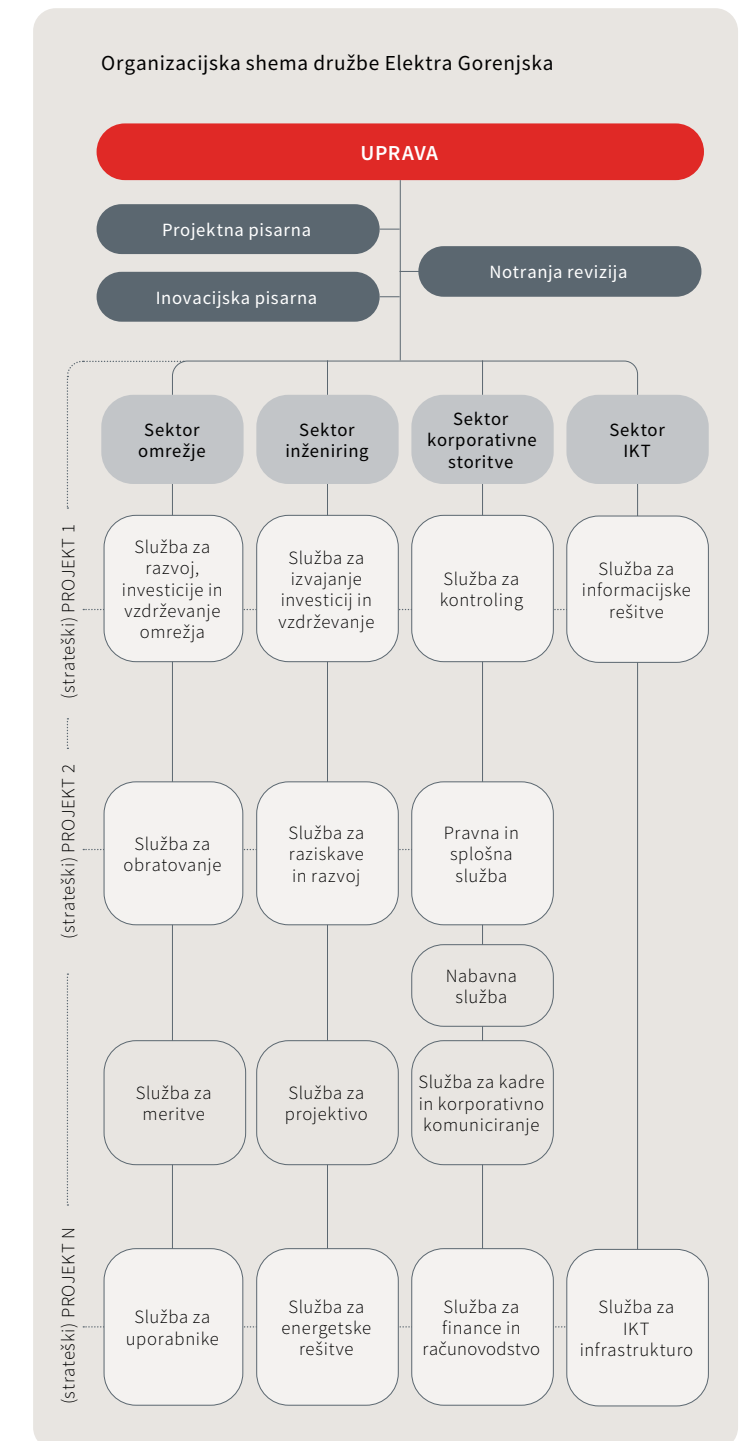 Organizacijska shema družbe Elektra Gorenjska
UPRAVA
Projektna pisarna
Notranja revizija
Inovacijska pisarna
Sektor
omrežje
Sektor
inženiring
Sektor
korporativne
storitve
Sektor
IKT
(strateški) PROJEKT 1
Služba za
razvoj,
investicije in
vzdrževanje
omrežja
Služba za
izvajanje
investicij in
vzdrževanje
Služba za
kontroling
Služba za
informacijske
rešitve
(strateški) PROJEKT 2
Služba za
obratovanje
Služba za
raziskave
in razvoj
Pravna in
splošna
služba
Nabavna
služba
Služba za
meritve
Služba za
projektivo
Služba za kadre
in korporativno
komuniciranje
(strateški) PROJEKT N
Služba za
uporabnike
Služba za
energetske
rešitve
Služba za
finance in
računovodstvo
Služba za
IKT
infrastrukturo